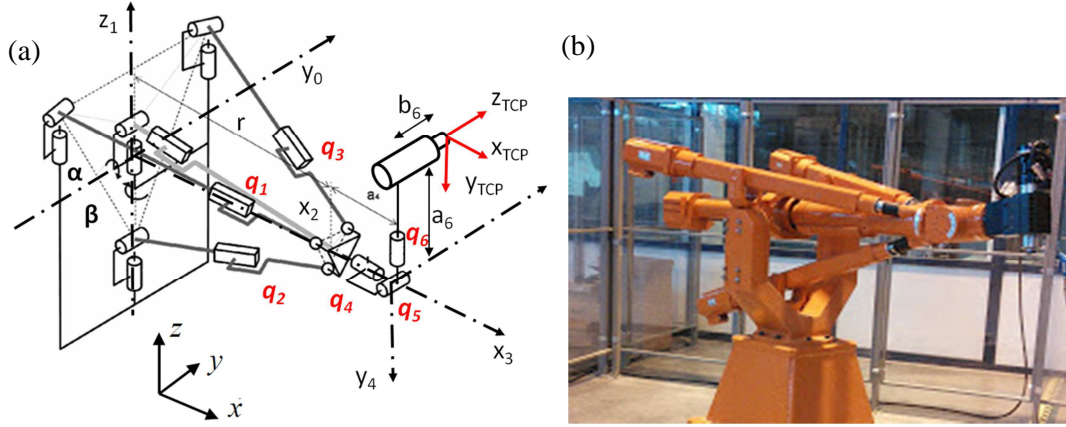 (a)
z1
y0
b6
zTCP
xTCP
yTCP
r
q3
a4
a6
α
β
q1
x2
q6
q2
q4
q5
x3
y4
z
y
x
(b)